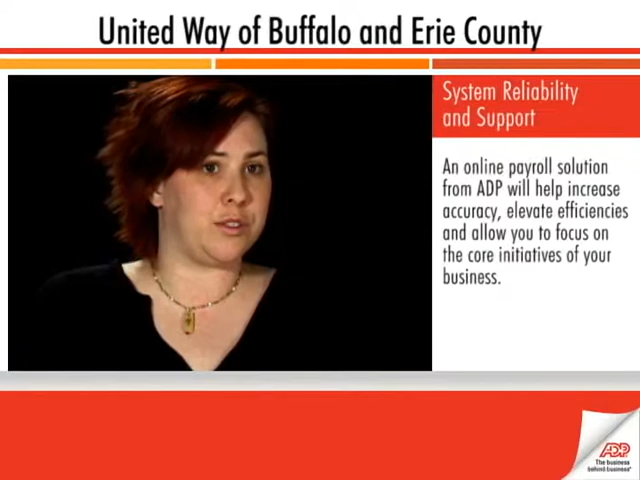 United Way of Buffalo and Erie County
System Reliability
and Support
An online payroll solution
from ADP will help increase
accuracy, elevate efficiencies
and allow you to focus on
the core initiatives of your
business.
ADP
The business
behind business®